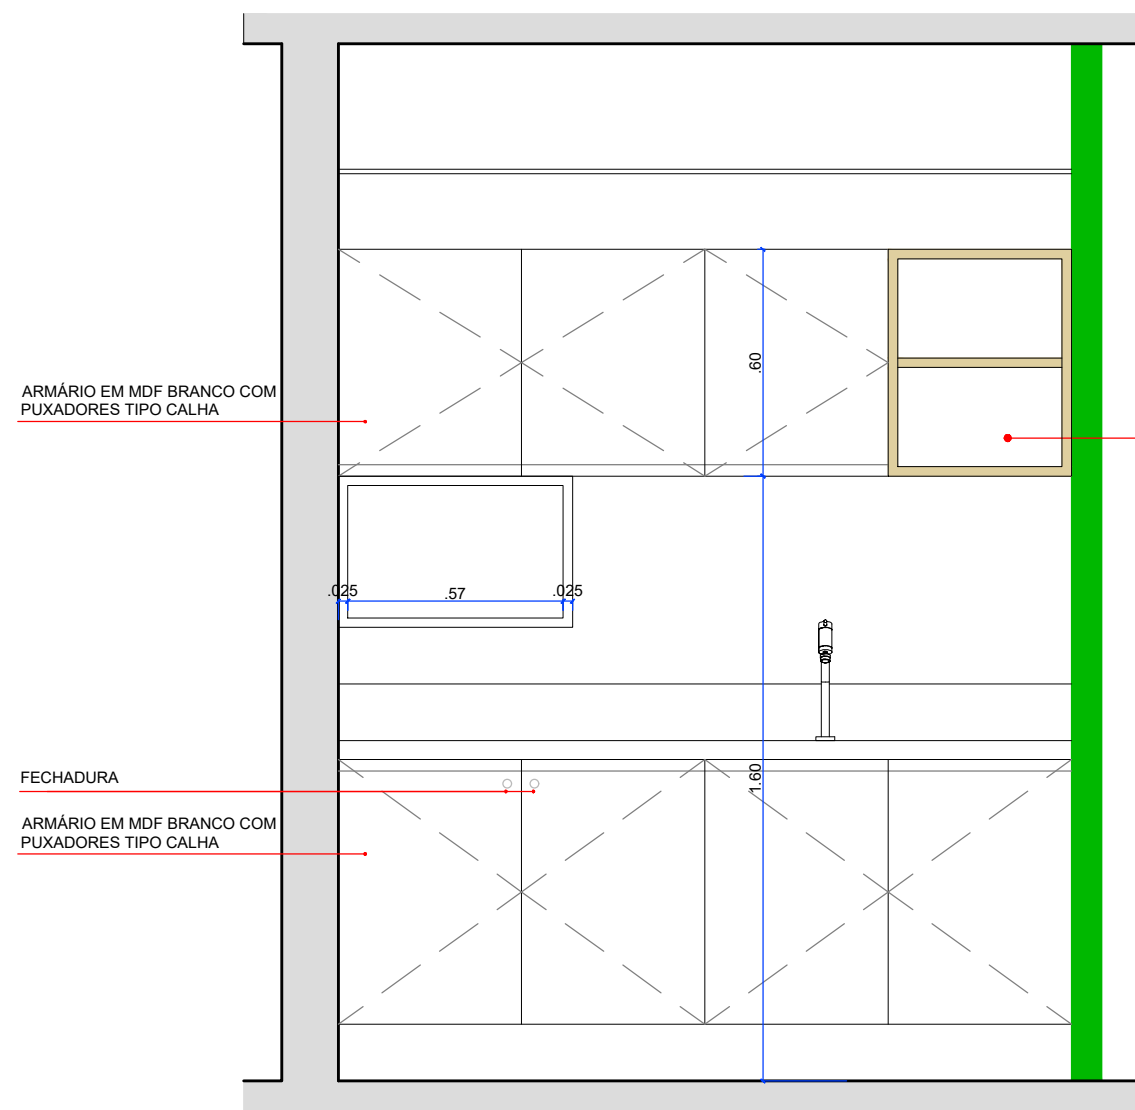 .60
ARMÁRIO EM MDF BRANCO COM
PUXADORES TIPO CALHA
.025
.57
.025
FECHADURA
1.60
ARMÁRIO EM MDF BRANCO COM
PUXADORES TIPO CALHA